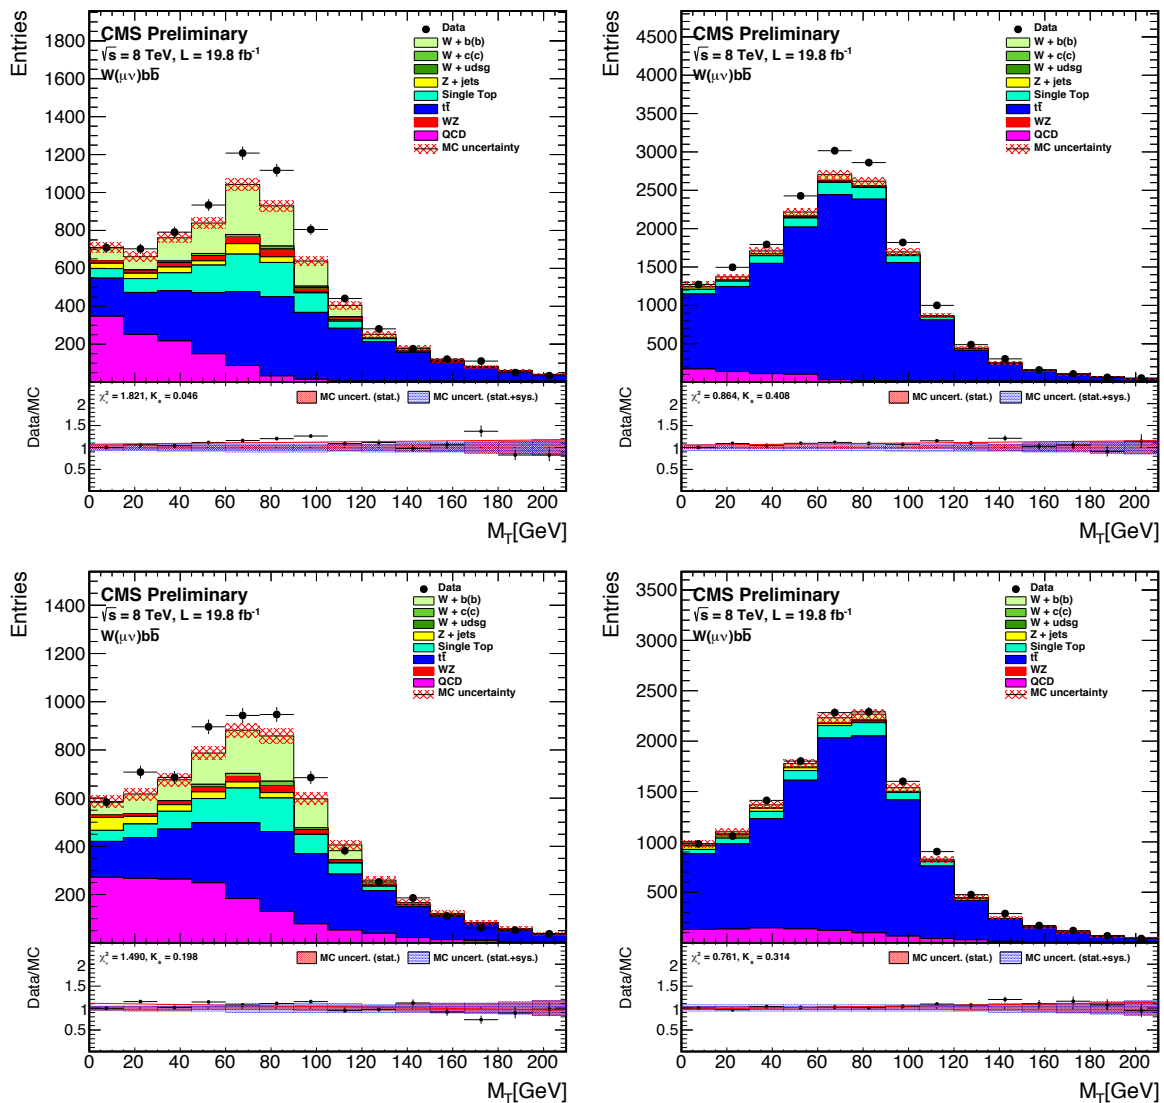 Entries
1800
1600
1400
1200
1000
800
600
400
200
CMS Preliminary
√s = 8 TeV, L = 19.8 fb⁻¹
W(μν)bb̅
Data
W + b(b)
W + c(c)
W + udsg
Z + jets
Single Top
tt̅
WZ
QCD
MC uncertainty
Data/MC
2
1.5
1
0.5
χ²ᵥ = 1.821, Kₛ = 0.046
MC uncert. (stat.)
MC uncert. (stat.+sys.)
0 20 40 60 80 100 120 140 160 180 200
M_T[GeV]
Entries
4500
4000
3500
3000
2500
2000
1500
1000
500
CMS Preliminary
√s = 8 TeV, L = 19.8 fb⁻¹
W(μν)bb̅
Data
W + b(b)
W + c(c)
W + udsg
Z + jets
Single Top
tt̅
WZ
QCD
MC uncertainty
Data/MC
2
1.5
1
0.5
χ²ᵥ = 0.864, Kₛ = 0.408
MC uncert. (stat.)
MC uncert. (stat.+sys.)
0 20 40 60 80 100 120 140 160 180 200
M_T[GeV]
Entries
1400
1200
1000
800
600
400
200
CMS Preliminary
√s = 8 TeV, L = 19.8 fb⁻¹
W(μν)bb̅
Data
W + b(b)
W + c(c)
W + udsg
Z + jets
Single Top
tt̅
WZ
QCD
MC uncertainty
Data/MC
2
1.5
1
0.5
χ²ᵥ = 1.490, Kₛ = 0.198
MC uncert. (stat.)
MC uncert. (stat.+sys.)
0 20 40 60 80 100 120 140 160 180 200
M_T[GeV]
Entries
3500
3000
2500
2000
1500
1000
500
CMS Preliminary
√s = 8 TeV, L = 19.8 fb⁻¹
W(μν)bb̅
Data
W + b(b)
W + c(c)
W + udsg
Z + jets
Single Top
tt̅
WZ
QCD
MC uncertainty
Data/MC
2
1.5
1
0.5
χ²ᵥ = 0.761, Kₛ = 0.314
MC uncert. (stat.)
MC uncert. (stat.+sys.)
0 20 40 60 80 100 120 140 160 180 200
M_T[GeV]